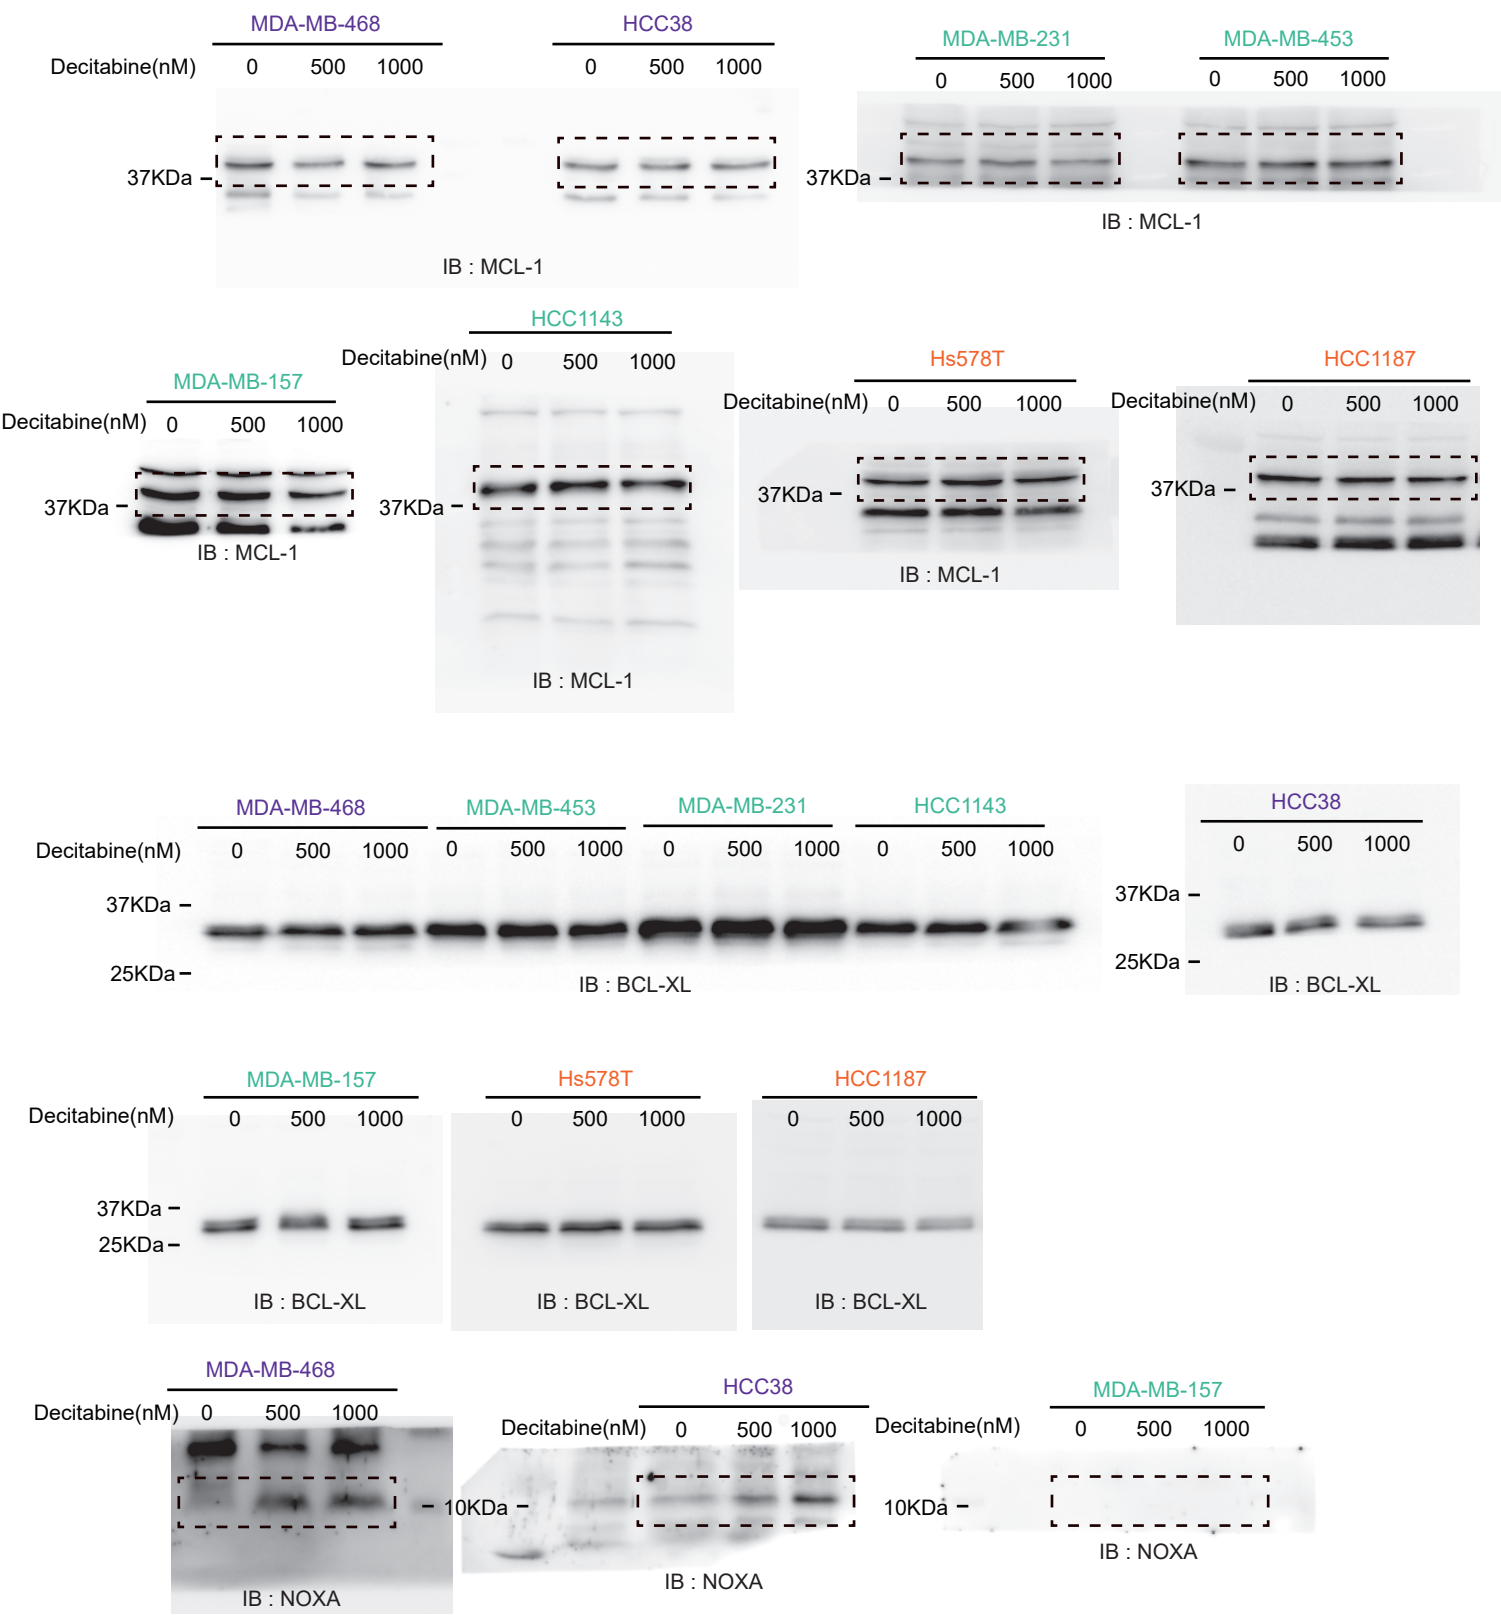 MDA-MB-468 HCC38
Decitabine(nM) 0 500 1000 0 500 1000
37KDa
IB : MCL-1
MDA-MB-231 MDA-MB-453
0 500 1000 0 500 1000
37KDa
IB : MCL-1
MDA-MB-157
Decitabine(nM) 0 500 1000
37KDa
IB : MCL-1
HCC1143
Decitabine(nM) 0 500 1000
37KDa
IB : MCL-1
Hs578T
Decitabine(nM) 0 500 1000
37KDa
IB : MCL-1
HCC1187
Decitabine(nM) 0 500 1000
37KDa
MDA-MB-468 MDA-MB-453 MDA-MB-231 HCC1143
Decitabine(nM) 0 500 1000 0 500 1000 0 500 1000 0 500 1000
37KDa
25KDa
IB : BCL-XL
HCC38
0 500 1000
37KDa
25KDa
IB : BCL-XL
MDA-MB-157 Hs578T HCC1187
Decitabine(nM) 0 500 1000 0 500 1000 0 500 1000
37KDa
25KDa
IB : BCL-XL IB : BCL-XL IB : BCL-XL
MDA-MB-468
Decitabine(nM) 0 500 1000
10KDa
IB : NOXA
HCC38
Decitabine(nM) 0 500 1000
IB : NOXA
MDA-MB-157
Decitabine(nM) 0 500 1000
10KDa
IB : NOXA